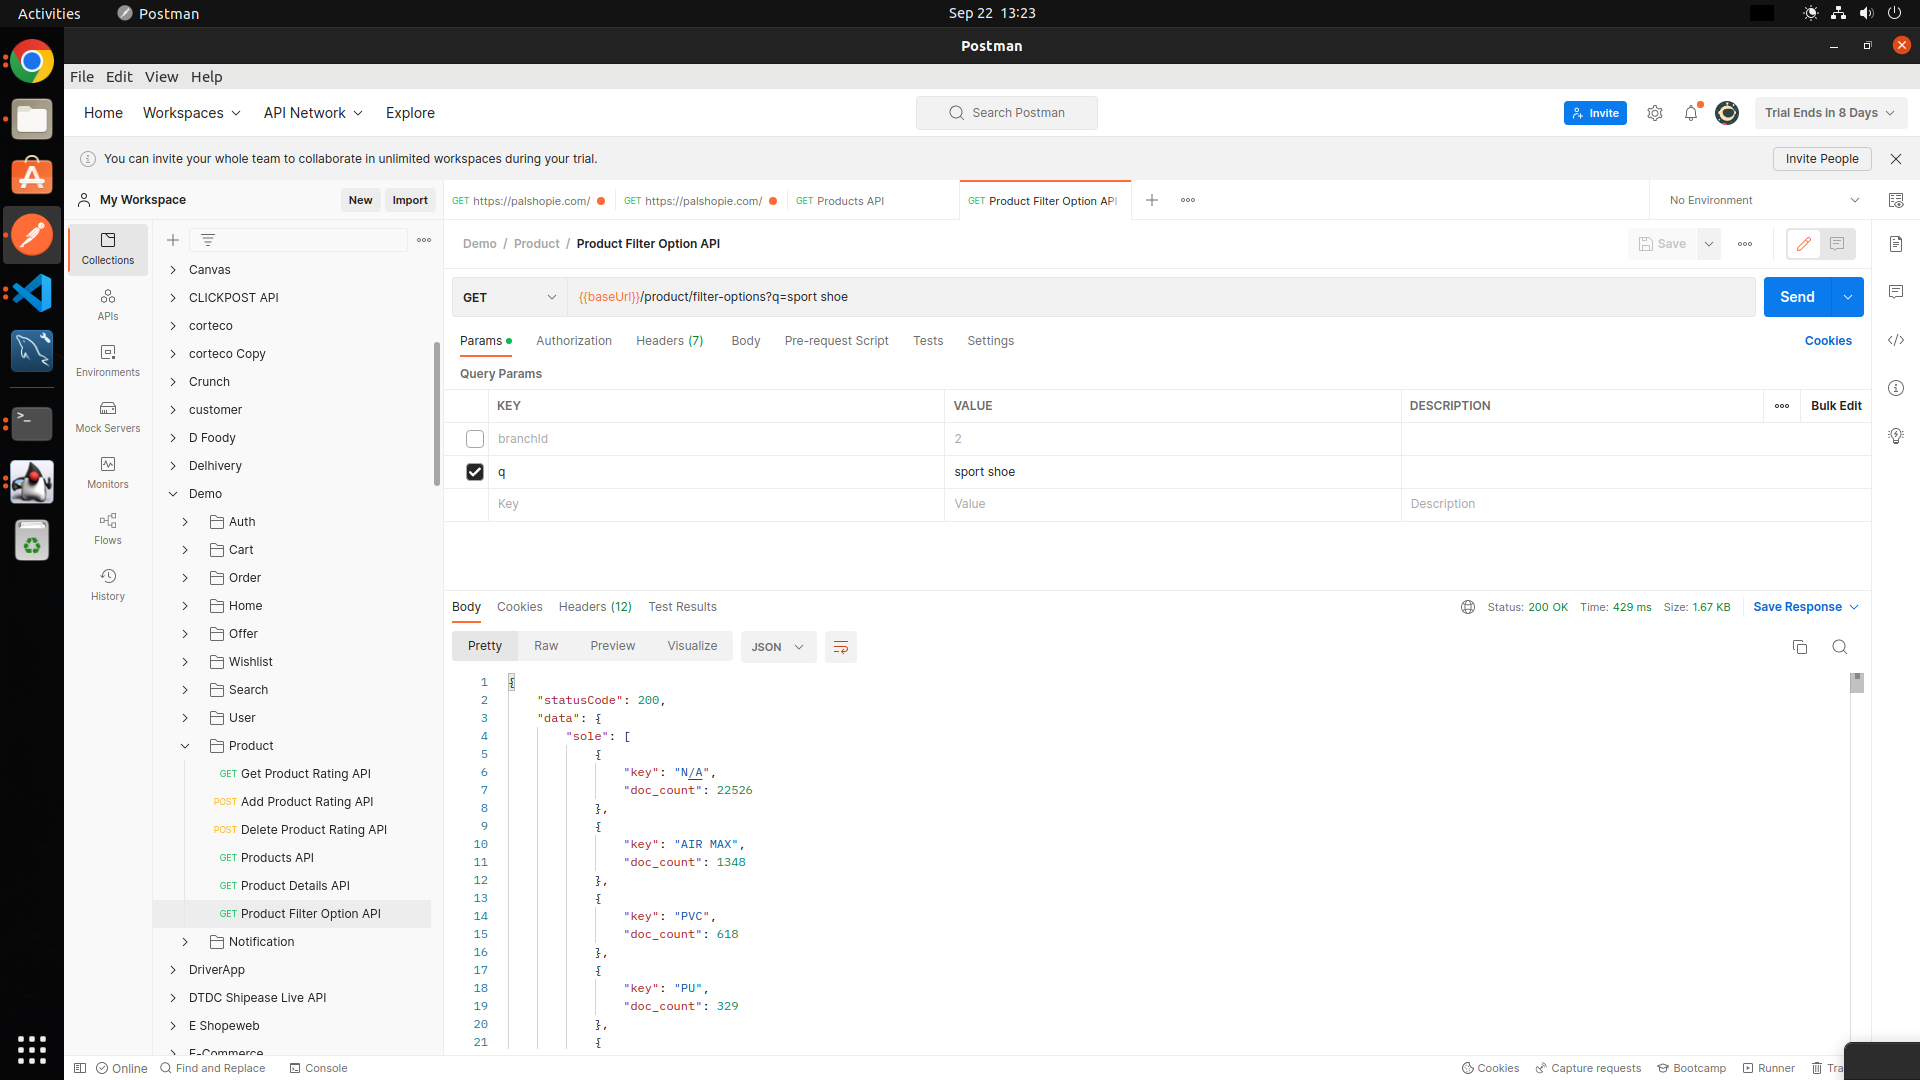 Activities
Postman
Sep 22 13:23
Postman
File Edit View Help
Home Workspaces API Network Explore
Search Postman
Invite
Trial Ends in 8 Days
You can invite your whole team to collaborate in unlimited workspaces during your trial.
Invite People
My Workspace
New
Import
GET https://palshopie.com/
GET https://palshopie.com/
GET Products API
GET Product Filter Option API
No Environment
Collections
APIs
Environments
Mock Servers
Monitors
Flows
History
Canvas
CLICKPOST API
corteco
corteco Copy
Crunch
customer
D Foody
Delhivery
Demo
Auth
Cart
Order
Home
Offer
Wishlist
Search
User
Product
GET Get Product Rating API
POST Add Product Rating API
POST Delete Product Rating API
GET Products API
GET Product Details API
GET Product Filter Option API
Notification
DriverApp
DTDC Shipease Live API
E Shopeweb
E-Commerce
Demo / Product / Product Filter Option API
Save
GET
{{baseUrl}}/product/filter-options?q=sport shoe
Send
Params Authorization Headers (7) Body Pre-request Script Tests Settings
Cookies
Query Params
KEY VALUE DESCRIPTION Bulk Edit
branchId 2
q sport shoe
Key Value Description
Body Cookies Headers (12) Test Results
Status: 200 OK Time: 429 ms Size: 1.67 KB Save Response
Pretty Raw Preview Visualize JSON
1 {
2 "statusCode": 200,
3 "data": {
4 "sole": [
5 {
6 "key": "N/A",
7 "doc_count": 22526
8 },
9 {
10 "key": "AIR MAX",
11 "doc_count": 1348
12 },
13 {
14 "key": "PVC",
15 "doc_count": 618
16 },
17 {
18 "key": "PU",
19 "doc_count": 329
20 },
21 {
Online Find and Replace Console
Cookies Capture requests Bootcamp Runner